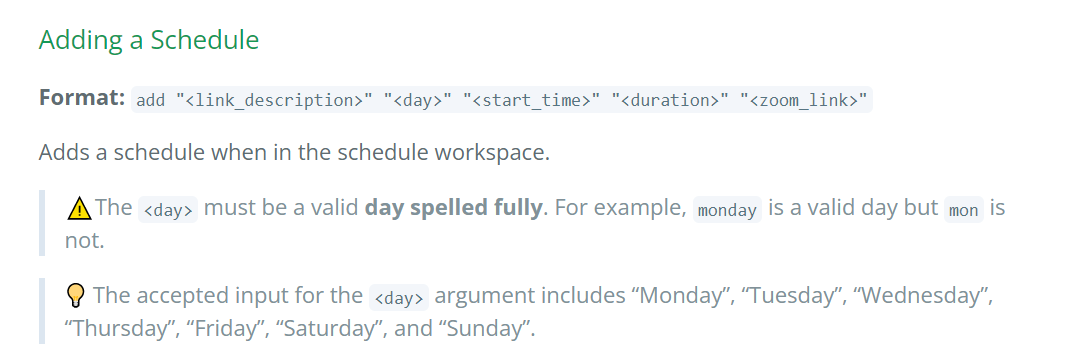 Adding a Schedule
Format: add "<link_description>" "<day>" "<start_time>" "<duration>" "<zoom_link>"
Adds a schedule when in the schedule workspace.
⚠️The <day> must be a valid day spelled fully. For example, monday is a valid day but mon is
not.
💡 The accepted input for the <day> argument includes “Monday”, “Tuesday”, “Wednesday”,
“Thursday”, “Friday”, “Saturday”, and “Sunday”.